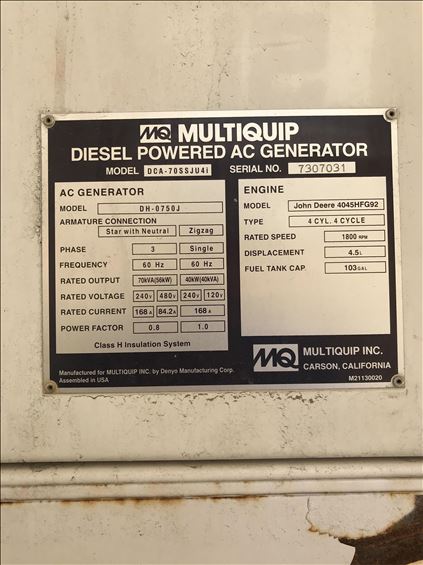 MQ MULTIQUIP
DIESEL POWERED AC GENERATOR
MODEL DCA-70SSJU4i SERIAL NO. 7307031
AC GENERATOR
MODEL DH-0750J
ARMATURE CONNECTION
Star with Neutral Zigzag
PHASE 3 Single
FREQUENCY 60 Hz 60 Hz
RATED OUTPUT 70kVA(56kW) 40kW(40kVA)
RATED VOLTAGE 240V 480V 240V 120V
RATED CURRENT 168A 84.2A 168A
POWER FACTOR 0.8 1.0
Class H Insulation System
ENGINE
MODEL John Deere 4045HFG92
TYPE 4 CYL. 4 CYCLE
RATED SPEED 1800 RPM
DISPLACEMENT 4.5L
FUEL TANK CAP. 103GAL
Manufactured for MULTIQUIP INC. by Denyo Manufacturing Corp.
Assembled in USA
MQ MULTIQUIP INC.
CARSON, CALIFORNIA
M21130020